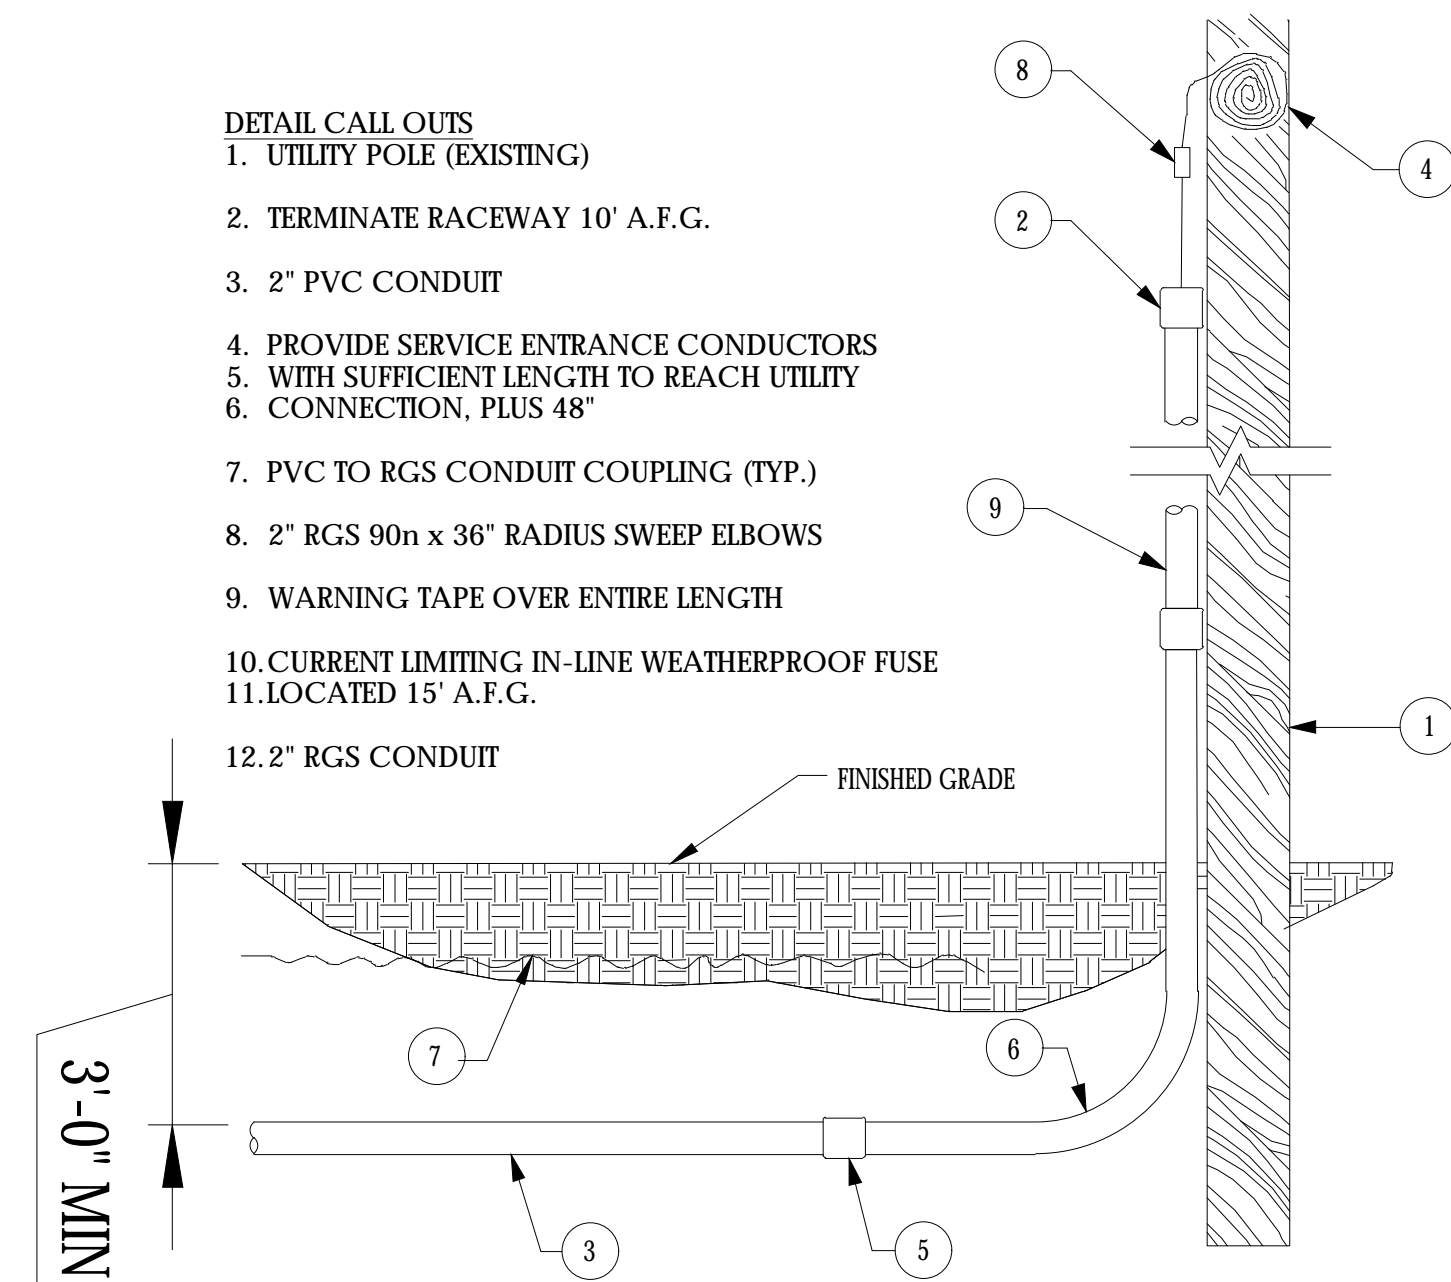 DETAIL CALL OUTS
1. UTILITY POLE (EXISTING)
2. TERMINATE RACEWAY 10' A.F.G.
3. 2" PVC CONDUIT
4. PROVIDE SERVICE ENTRANCE CONDUCTORS
5. WITH SUFFICIENT LENGTH TO REACH UTILITY
6. CONNECTION, PLUS 48"
7. PVC TO RGS CONDUIT COUPLING (TYP.)
8. 2" RGS 90n x 36" RADIUS SWEEP ELBOWS
9. WARNING TAPE OVER ENTIRE LENGTH
10. CURRENT LIMITING IN-LINE WEATHERPROOF FUSE
11. LOCATED 15' A.F.G.
12. 2" RGS CONDUIT
8
4
2
9
1
FINISHED GRADE
7
6
3'-0" MIN
3
5